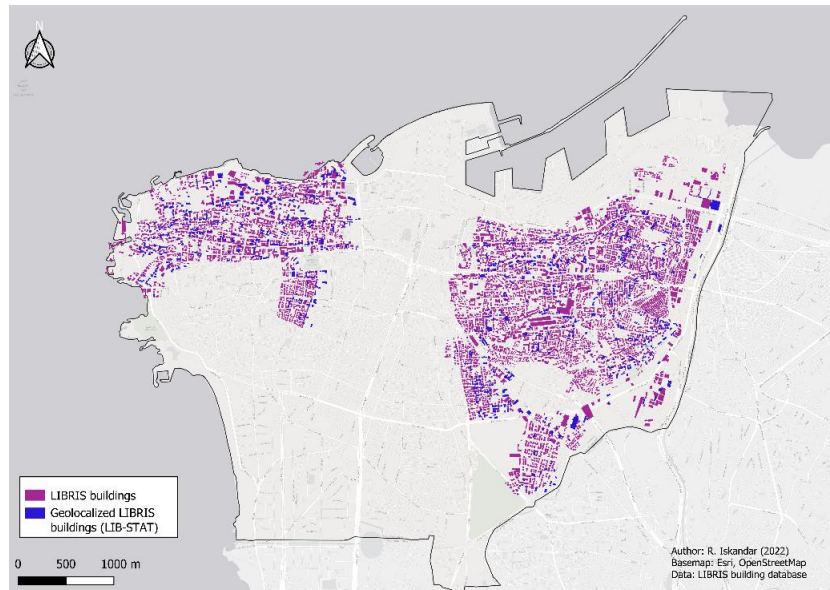 N
LIBRIS buildings
Geolocalized LIBRIS
buildings (LIB-STAT)
0 500 1000 m
Author: R. Iskandar (2022)
Basemap: Esri, OpenStreetMap
Data: LIBRIS building database